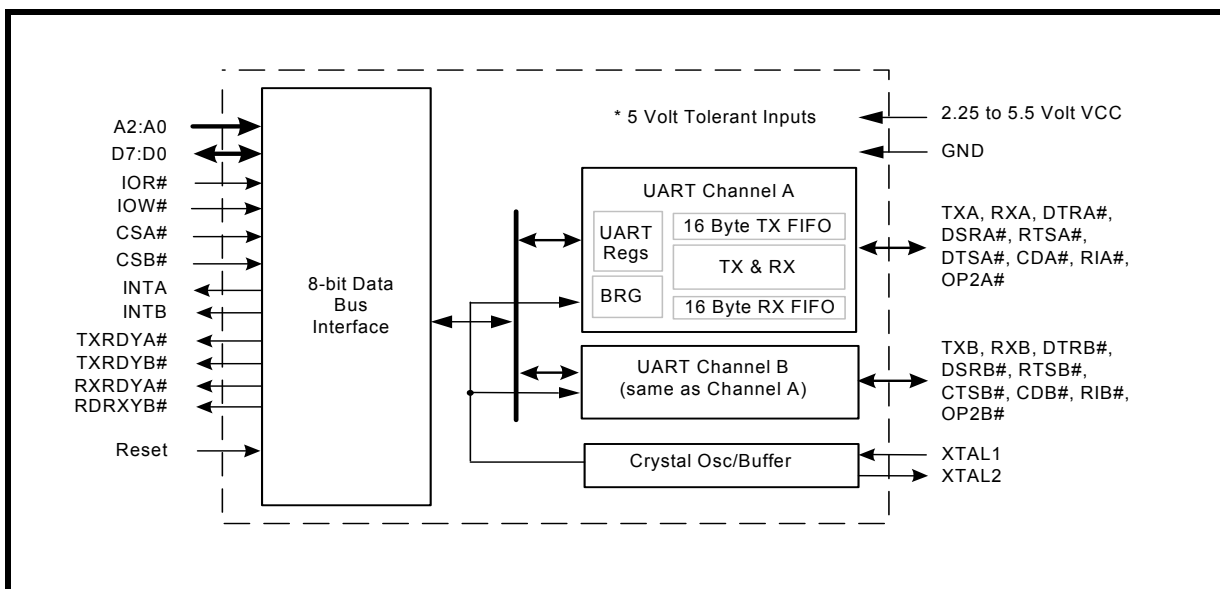 A2:A0
D7:D0
IOR#
IOW#
CSA#
CSB#
INTA
INTB
TXRDYA#
TXRDYB#
RXRDYA#
RDRXYB#
Reset
8-bit Data
Bus
Interface
* 5 Volt Tolerant Inputs
UART Channel A
UART
Regs
BRG
16 Byte TX FIFO
TX & RX
16 Byte RX FIFO
UART Channel B
(same as Channel A)
Crystal Osc/Buffer
2.25 to 5.5 Volt VCC
GND
TXA, RXA, DTRA#,
DSRA#, RTSA#,
DTSA#, CDA#, RIA#,
OP2A#
TXB, RXB, DTRB#,
DSRB#, RTSB#,
CTSB#, CDB#, RIB#,
OP2B#
XTAL1
XTAL2